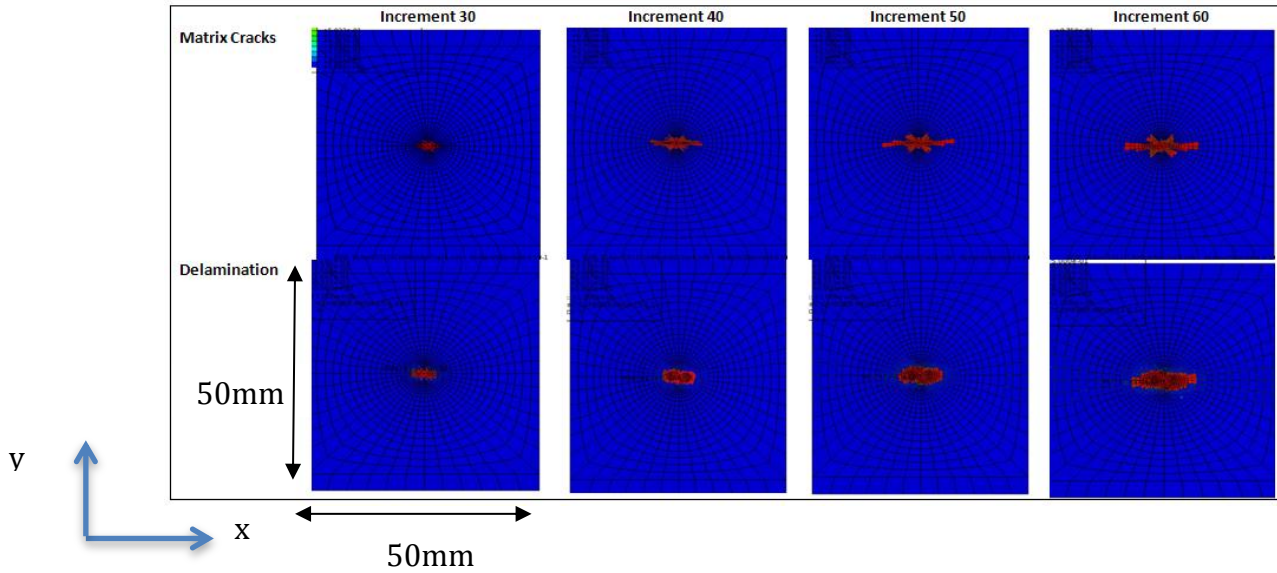 Increment 30 Increment 40 Increment 50 Increment 60
Matrix Cracks
Delamination
50mm
y
x
50mm